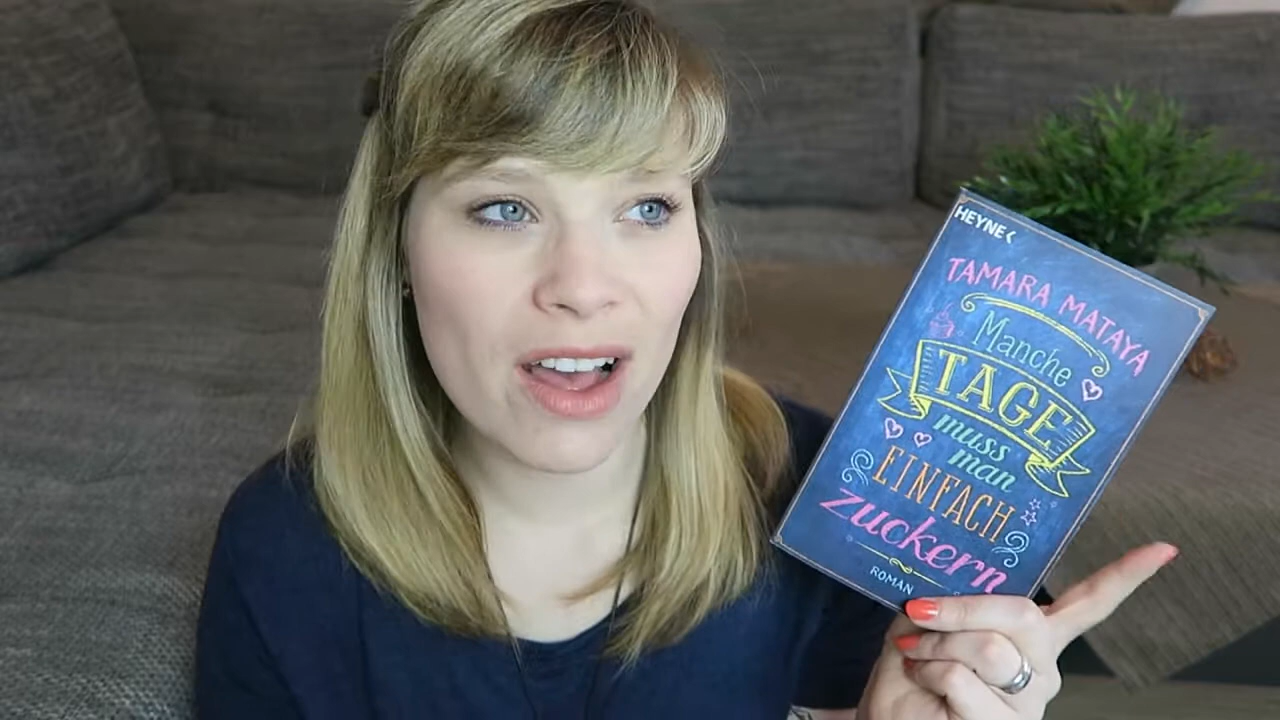 HEYNE<
TAMARA MATAYA
Manche
TAGE
muss
man
EINFACH
zuckern
ROMAN